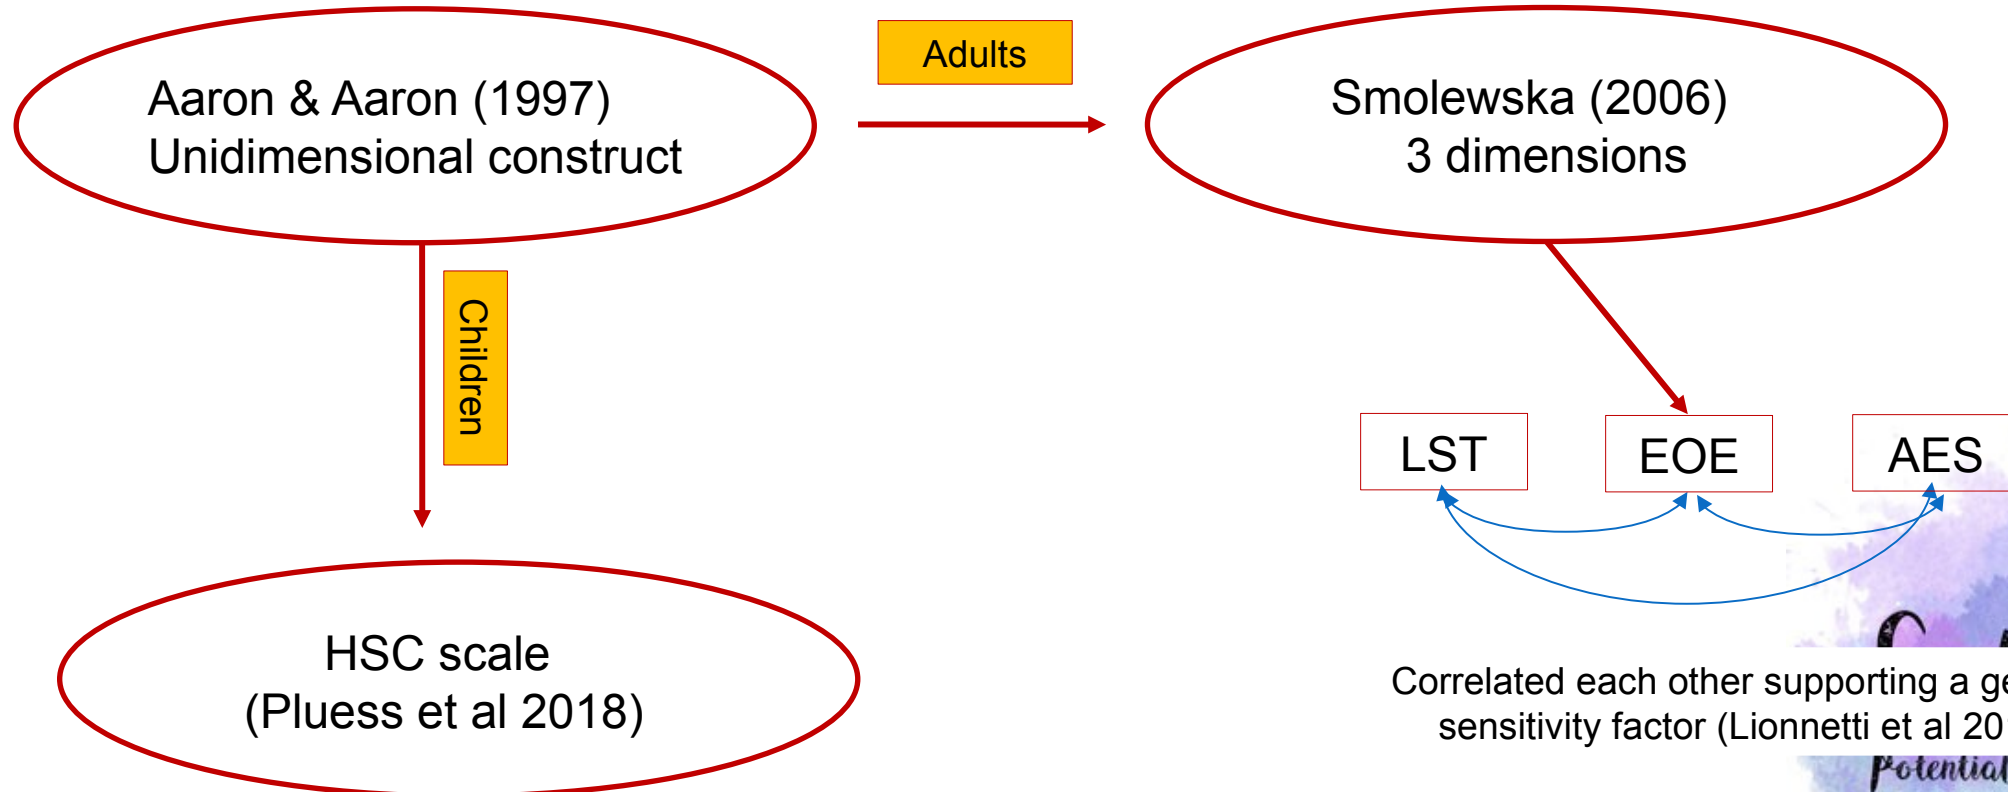 Aaron & Aaron (1997)
Unidimensional construct
Adults
Smolewska (2006)
3 dimensions
Children
LST
EOE
AES
HSC scale
(Pluess et al 2018)
Correlated each other supporting a
sensitivity factor (Lionnetti et al
potential